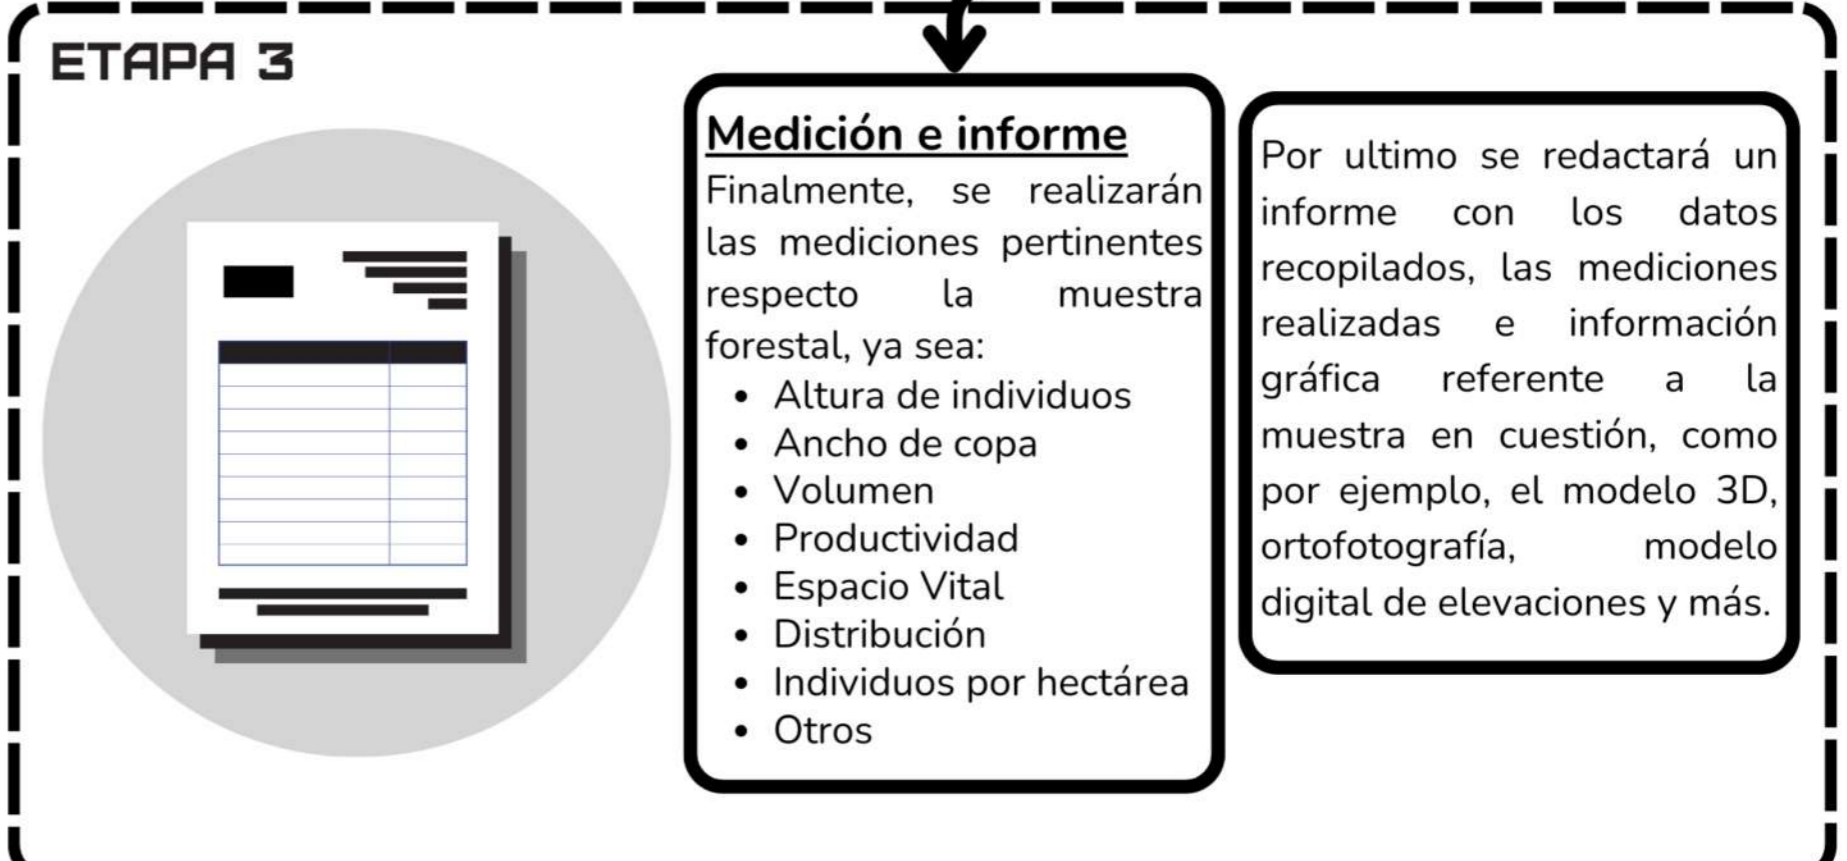 ETAPA 3
Medición e informe
Finalmente, se realizarán
las mediciones pertinentes
respecto la muestra
forestal, ya sea:
• Altura de individuos
• Ancho de copa
• Volumen
• Productividad
• Espacio Vital
• Distribución
• Individuos por hectárea
• Otros
Por ultimo se redactará un
informe con los datos
recopilados, las mediciones
realizadas e información
gráfica referente a la
muestra en cuestión, como
por ejemplo, el modelo 3D,
ortofotografía, modelo
digital de elevaciones y más.